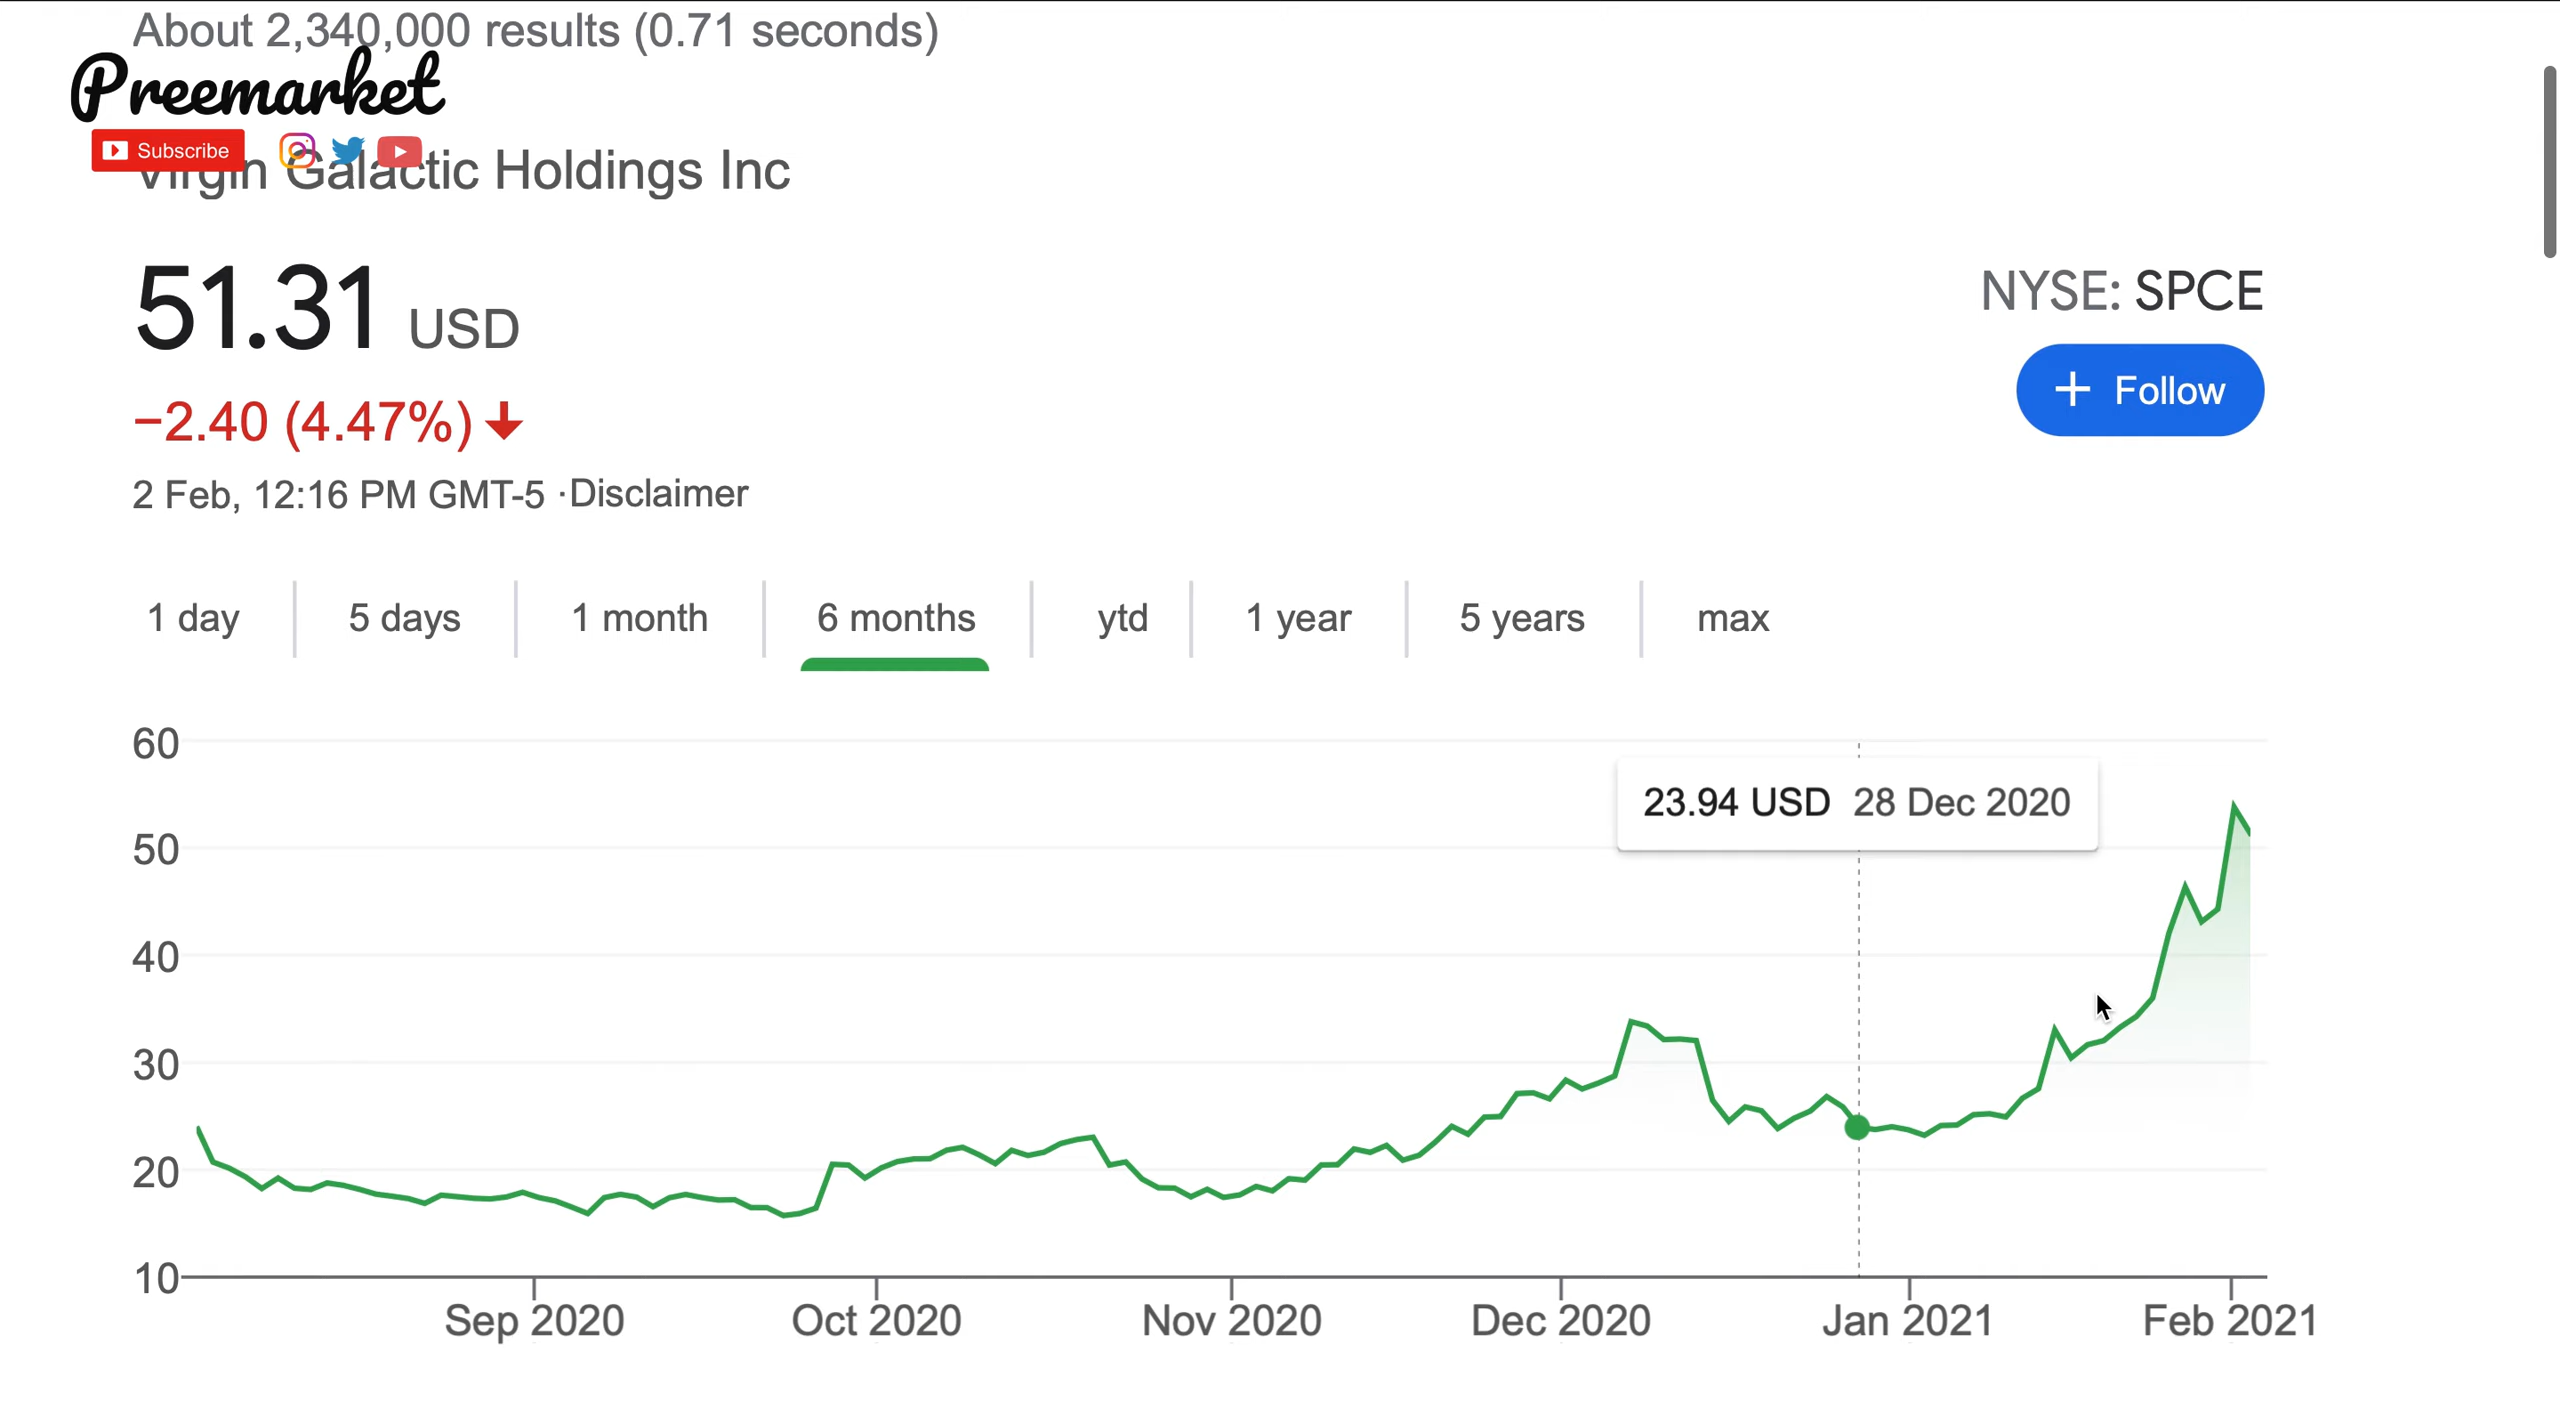 About 2,340,000 results (0.71 seconds)
Preemarket
Subscribe
Virgin Galactic Holdings Inc
51.31 USD
NYSE: SPCE
+ Follow
−2.40 (4.47%)
2 Feb, 12:16 PM GMT-5 ·Disclaimer
1 day 5 days 1 month 6 months ytd 1 year 5 years max
60
23.94 USD 28 Dec 2020
50
40
30
20
10
Sep 2020 Oct 2020 Nov 2020 Dec 2020 Jan 2021 Feb 2021